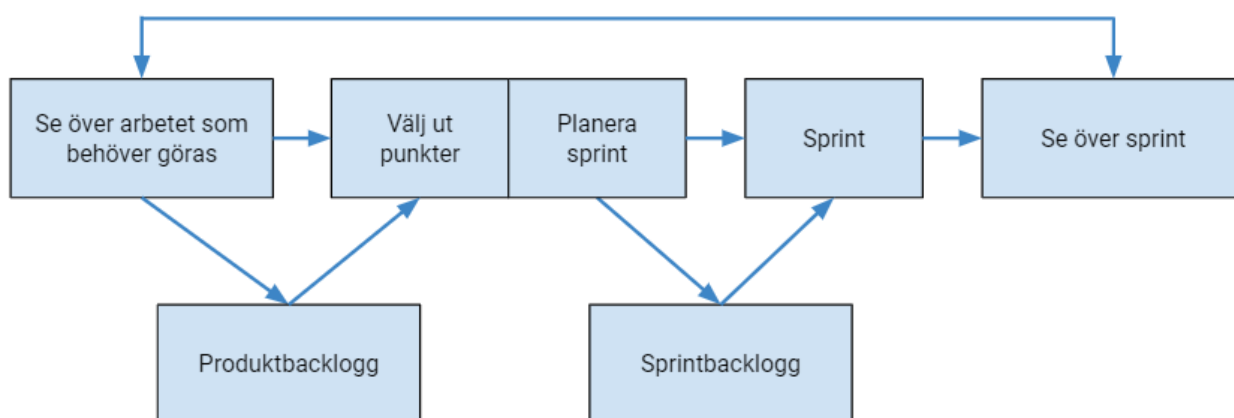 Se över arbetet som
behöver göras
Välj ut
punkter
Planera
sprint
Sprint
Se över sprint
Produktbacklogg
Sprintbacklogg